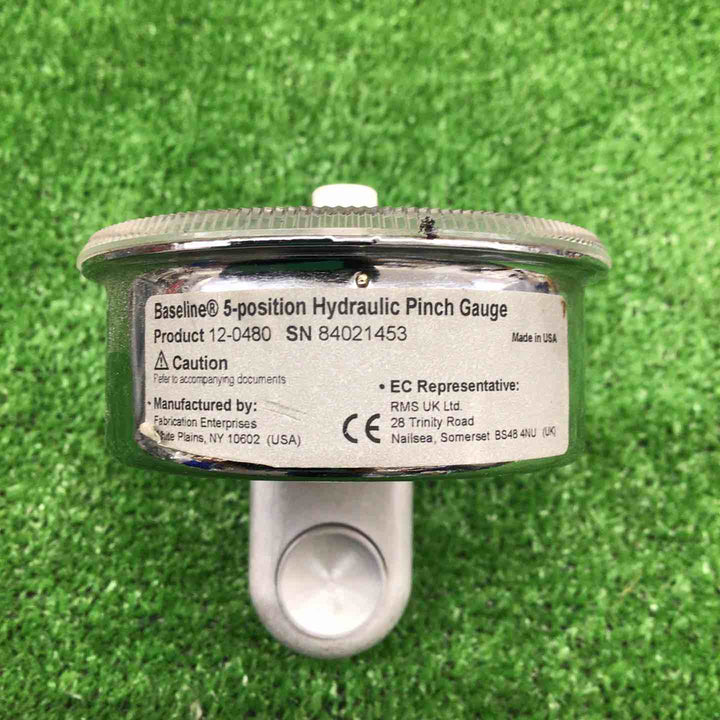 Baseline® 5-position Hydraulic Pinch Gauge
Product 12-0480 SN 84021453 Made in USA
⚠ Caution
Refer to accompanying documents
• Manufactured by:
Fabrication Enterprises
White Plains, NY 10602 (USA)
CE
• EC Representative:
RMS UK Ltd.
28 Trinity Road
Nailsea, Somerset BS48 4NU (UK)